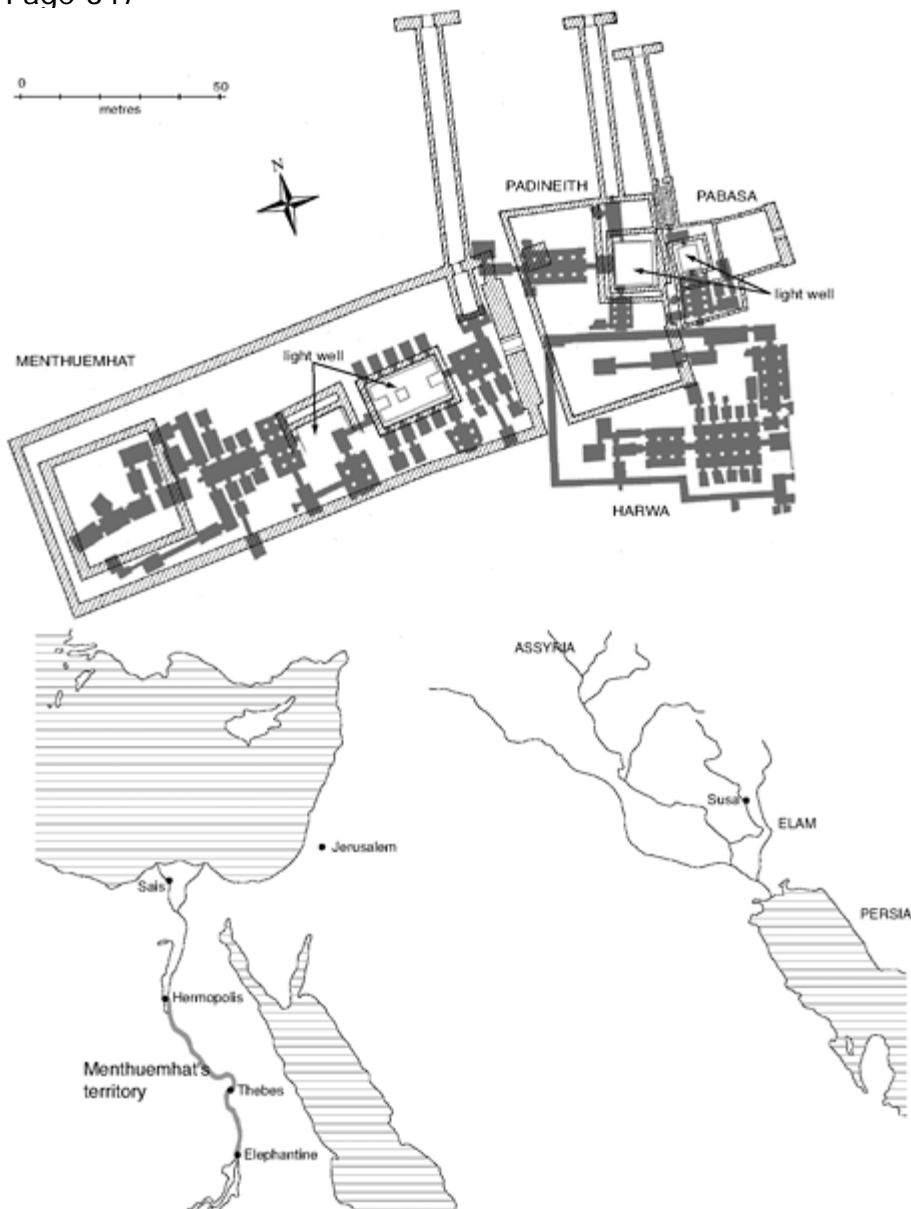 0
50
metres
N
PADINEITH
PABASA
light well
MENTHUEMHAT
light well
HARWA
ASSYRIA
Susa
ELAM
Jerusalem
Sais
PERSIA
Hermopolis
Menthuemhat's
territory
Thebes
Elephantine